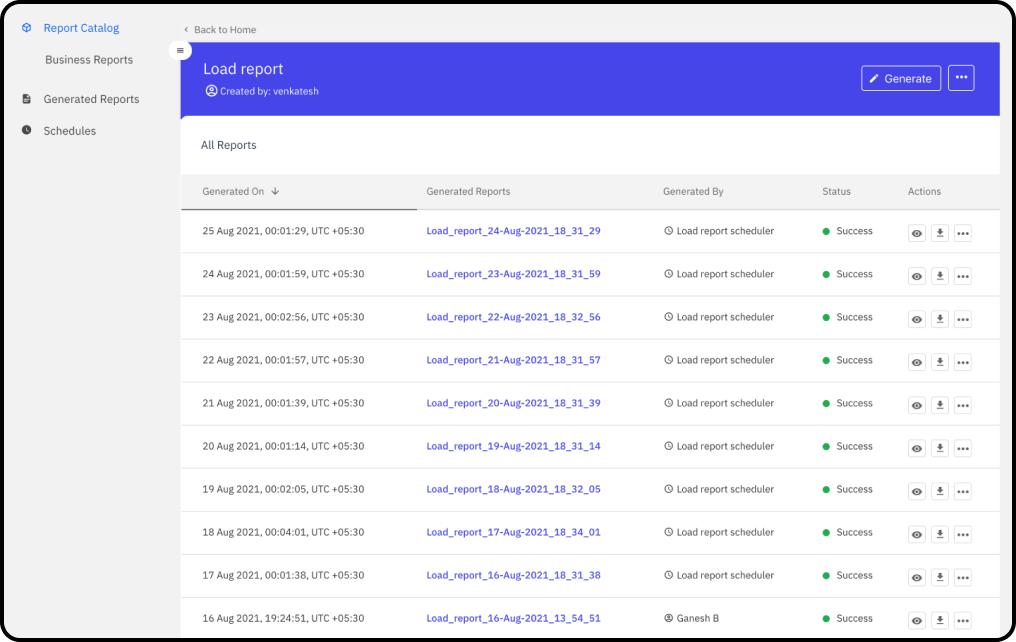 Report Catalog
Business Reports
Generated Reports
Schedules
Back to Home
Load report
Created by: venkatesh
Generate
All Reports
Generated On Generated Reports Generated By Status Actions
25 Aug 2021, 00:01:29, UTC +05:30 Load_report_24-Aug-2021_18_31_29 Load report scheduler Success
24 Aug 2021, 00:01:59, UTC +05:30 Load_report_23-Aug-2021_18_31_59 Load report scheduler Success
23 Aug 2021, 00:02:56, UTC +05:30 Load_report_22-Aug-2021_18_32_56 Load report scheduler Success
22 Aug 2021, 00:01:57, UTC +05:30 Load_report_21-Aug-2021_18_31_57 Load report scheduler Success
21 Aug 2021, 00:01:39, UTC +05:30 Load_report_20-Aug-2021_18_31_39 Load report scheduler Success
20 Aug 2021, 00:01:14, UTC +05:30 Load_report_19-Aug-2021_18_31_14 Load report scheduler Success
19 Aug 2021, 00:02:05, UTC +05:30 Load_report_18-Aug-2021_18_32_05 Load report scheduler Success
18 Aug 2021, 00:04:01, UTC +05:30 Load_report_17-Aug-2021_18_34_01 Load report scheduler Success
17 Aug 2021, 00:01:38, UTC +05:30 Load_report_16-Aug-2021_18_31_38 Load report scheduler Success
16 Aug 2021, 19:24:51, UTC +05:30 Load_report_16-Aug-2021_13_54_51 Ganesh B Success